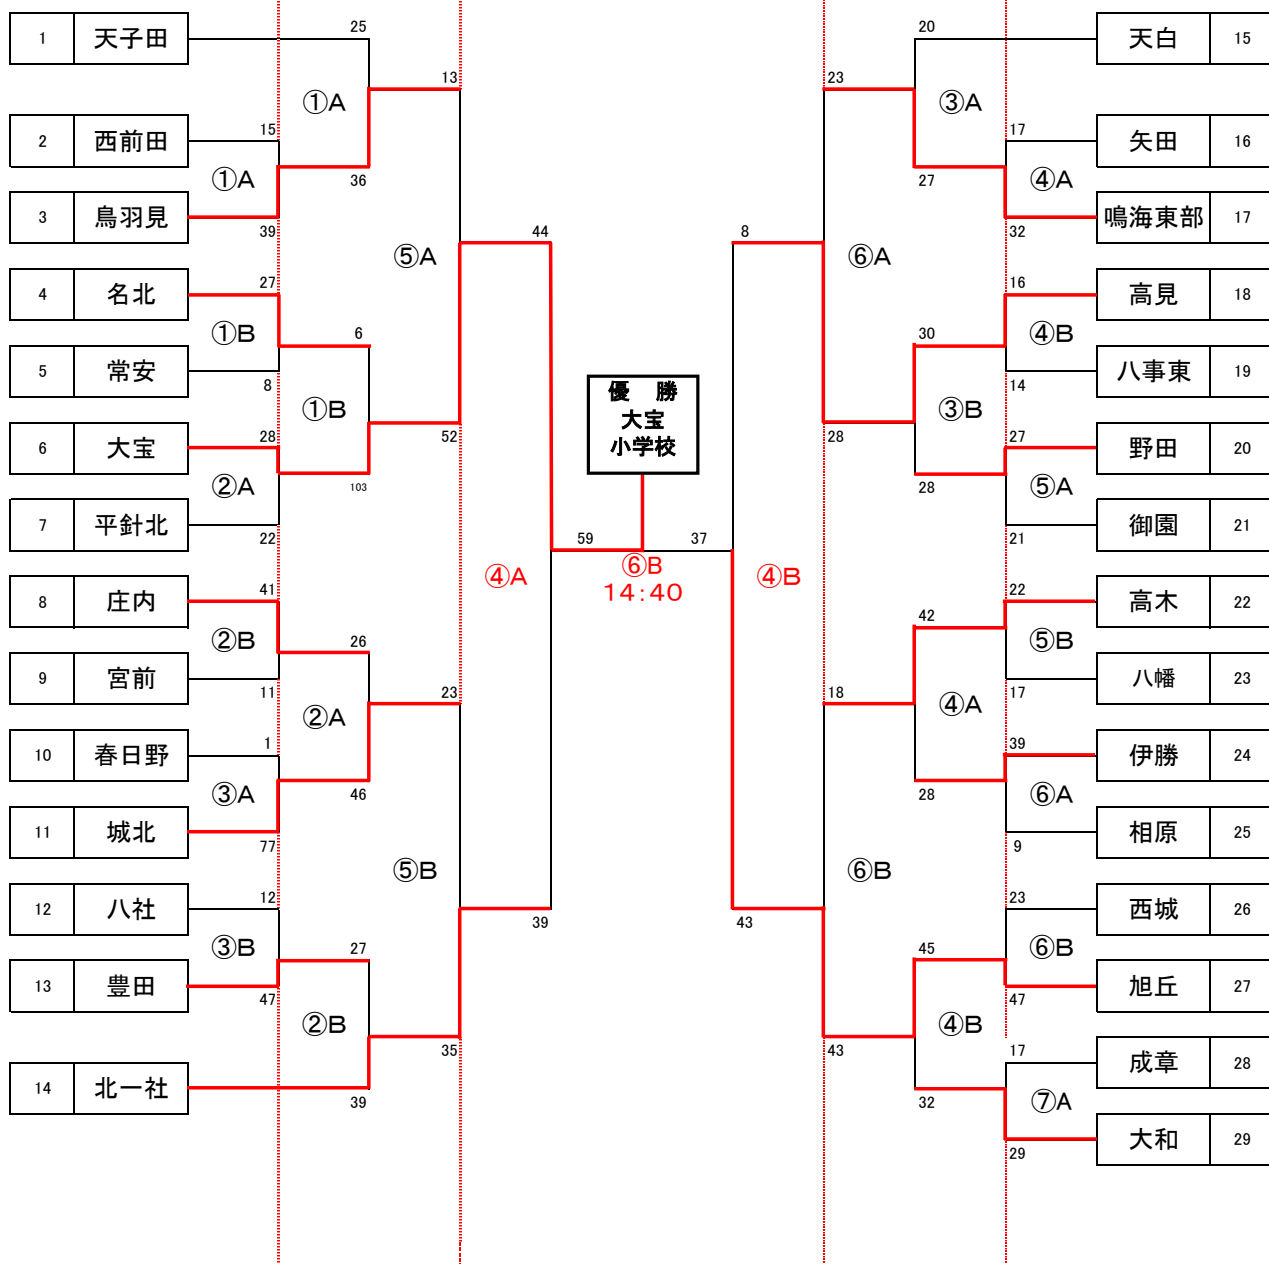 1 天子田
25
13
①A
2 西前田
15
①A
36
3 鳥羽見
39
⑤A
44
4 名北
27
①B
6
5 常安
8
①B
52
6 大宝
28
②A
103
7 平針北
22
④A
59
8 庄内
41
②B
26
9 宮前
11
②A
23
10 春日野
1
③A
46
11 城北
77
⑤B
12 八社
12
39
③B
27
13 豊田
47
②B
35
14 北一社
39
優 勝
大宝
小学校
⑥B
14:40
20
天白 15
23
③A
17
矢田 16
④A
27
鳴海東部 17
32
8
⑥A
16
高見 18
30
④B
八事東 19
14
③B
28
27
野田 20
28
⑤A
御園 21
21
37
④B
22
高木 22
42
⑤B
八幡 23
17
18
④A
39
伊勝 24
28
⑥A
相原 25
9
⑥B
43
23
西城 26
45
⑥B
旭丘 27
47
④B
43
17
成章 28
32
⑦A
大和 29
29